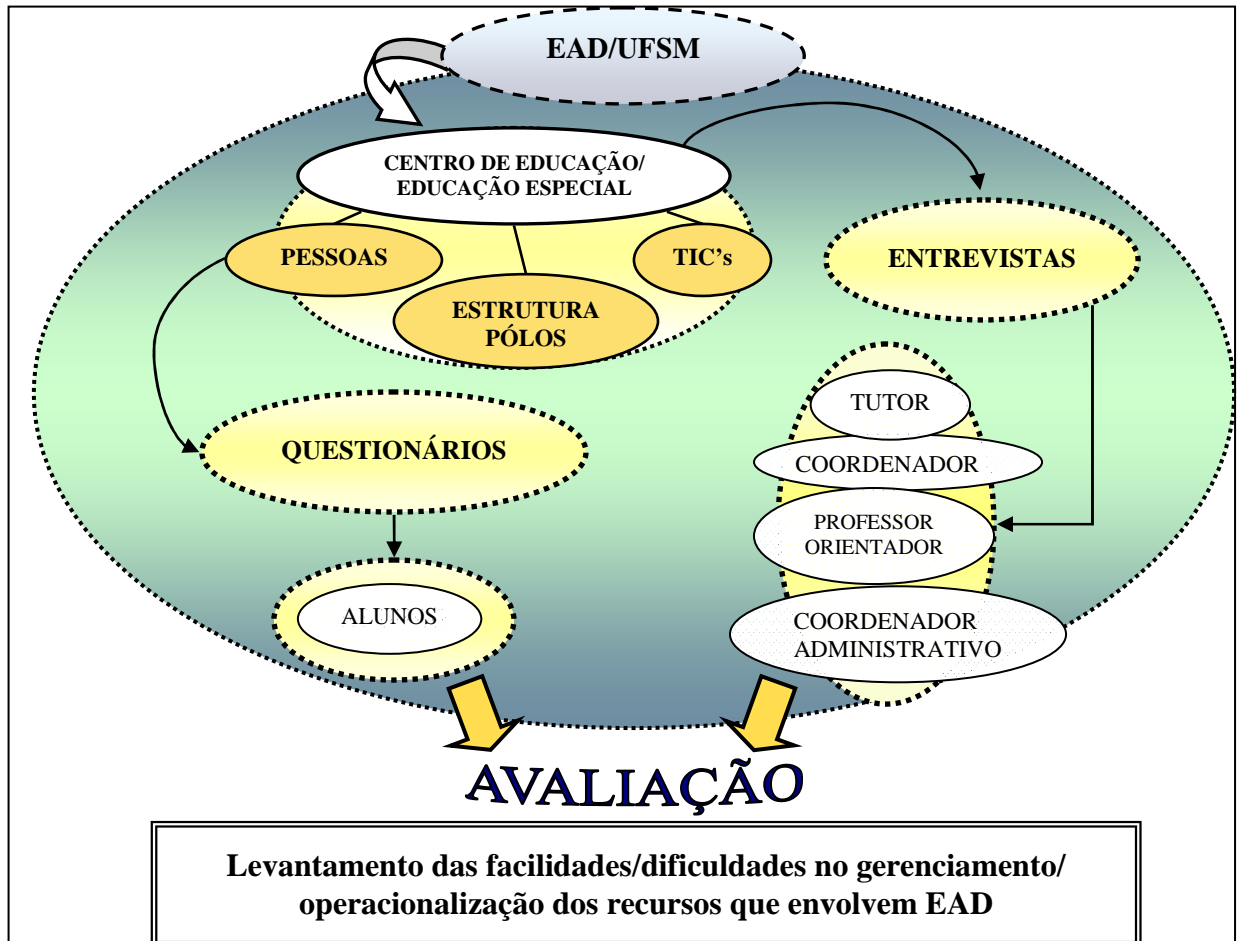 EAD/UFSM
CENTRO DE EDUCAÇÃO/
EDUCAÇÃO ESPECIAL
PESSOAS
TIC's
ESTRUTURA
PÓLOS
ENTREVISTAS
QUESTIONÁRIOS
ALUNOS
TUTOR
COORDENADOR
PROFESSOR
ORIENTADOR
COORDENADOR
ADMINISTRATIVO
AVALIAÇÃO
Levantamento das facilidades/dificuldades no gerenciamento/
operacionalização dos recursos que envolvem EAD